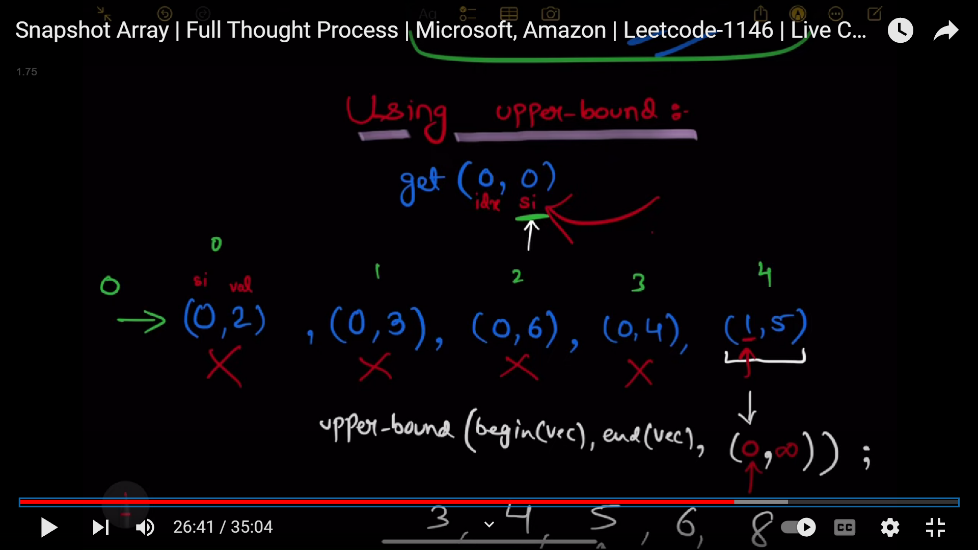 Snapshot Array | Full Thought Process | Microsoft, Amazon | Leetcode-1146 | Live C...
1.75
Using upper-bound :-
get (0, 0)
idx si
0 1 2 3 4
si val
0 → (0,2) , (0,3), (0,6), (0,4), (1,5)
upper-bound (begin(vec), end(vec), (0,∞)) ;
3, 4, 5, 6, 8
26:41 / 35:04
CC